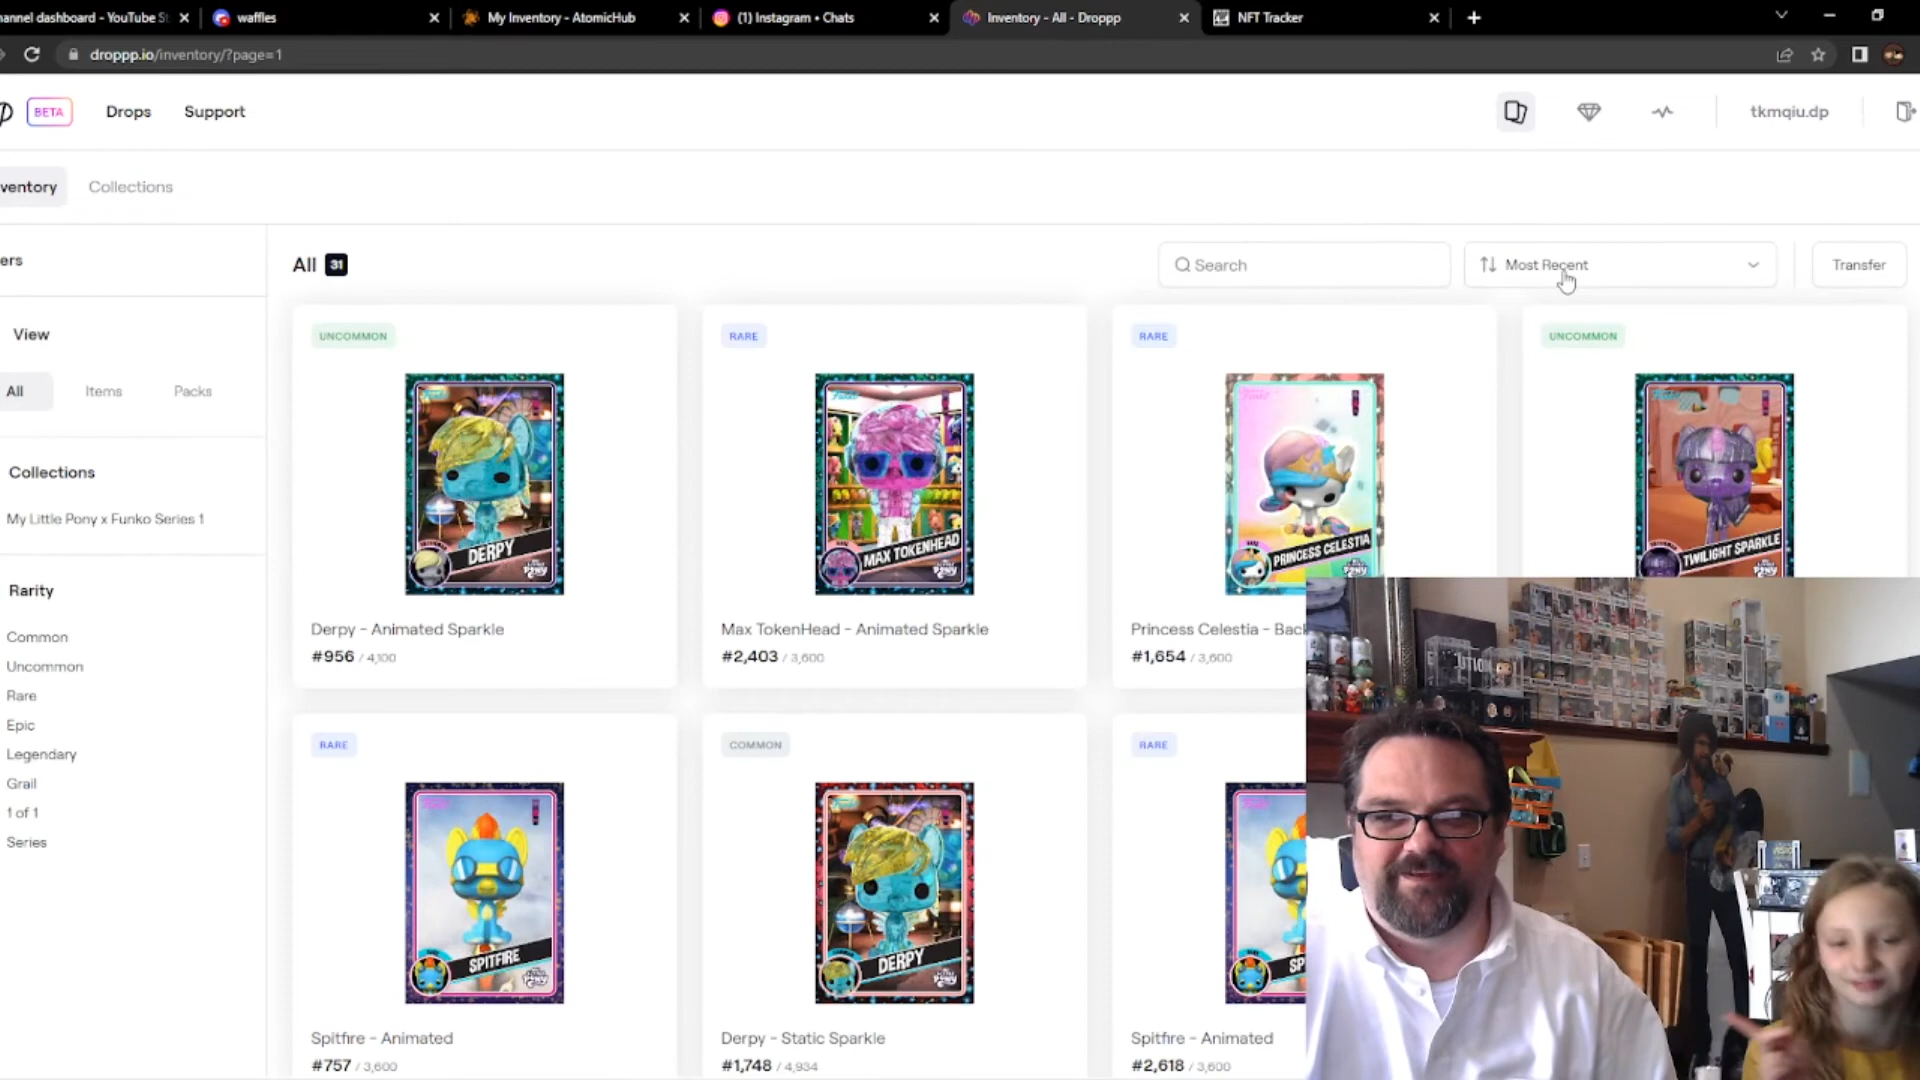 hannel dashboard - YouTube St
waffles
My Inventory - AtomicHub
(1) Instagram • Chats
Inventory - All - Droppp
NFT Tracker
droppp.io/inventory/?page=1
BETA
Drops
Support
tkmqiu.dp
ventory
Collections
ers
All 31
Search
Most Recent
Transfer
View
All
Items
Packs
Collections
My Little Pony x Funko Series 1
Rarity
Common
Uncommon
Rare
Epic
Legendary
Grail
1 of 1
Series
UNCOMMON
DERPY
Derpy - Animated Sparkle
#956 / 4,100
RARE
MAX TOKENHEAD
Max TokenHead - Animated Sparkle
#2,403 / 3,600
RARE
PRINCESS CELESTIA
Princess Celestia - Back
#1,654 / 3,600
UNCOMMON
TWILIGHT SPARKLE
RARE
SPITFIRE
Spitfire - Animated
#757 / 3,600
COMMON
DERPY
Derpy - Static Sparkle
#1,748 / 4,934
RARE
SP
Spitfire - Animated
#2,618 / 3,600